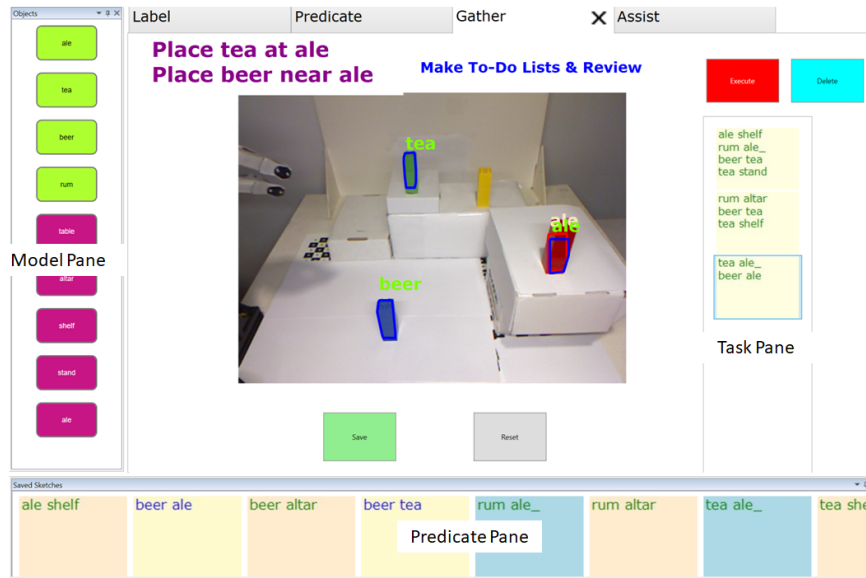 Objects
ale
tea
beer
rum
table
altar
shelf
stand
ale
Model Pane
Label
Predicate
Gather
Assist
Place tea at ale
Place beer near ale
Make To-Do Lists & Review
tea
ale
ale
beer
Save
Reset
Execute
Delete
ale shelf
rum ale_
beer tea
tea stand
rum altar
beer tea
tea shelf
tea ale_
beer ale
Task Pane
Saved Sketches
ale shelf
beer ale
beer altar
beer tea
rum ale_
rum altar
tea ale_
tea she
Predicate Pane